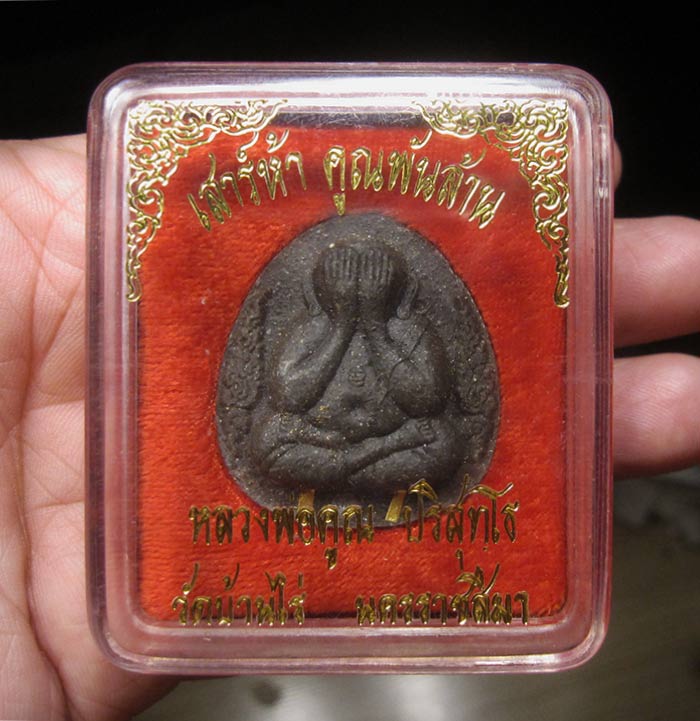 เสาร์ห้า คูณพันล้าน
หลวงพ่อคูณ ปริสุทฺโธ
วัดบ้านไร่ นครราชสีมา